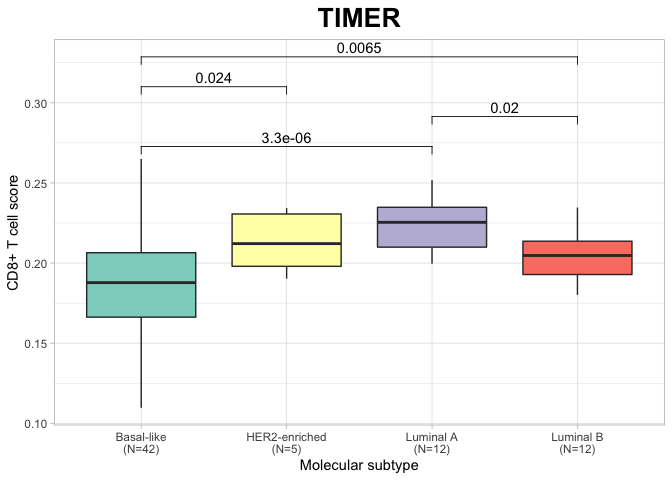 TIMER
0.0065
0.024
0.02
3.3e-06
CD8+ T cell score
0.30
0.25
0.20
0.15
0.10
Basal-like
(N=42)
HER2-enriched
(N=5)
Luminal A
(N=12)
Luminal B
(N=12)
Molecular subtype